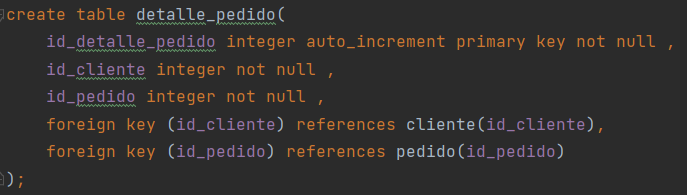 create table detalle_pedido(
id_detalle_pedido integer auto_increment primary key not null ,
id_cliente integer not null ,
id_pedido integer not null ,
foreign key (id_cliente) references cliente(id_cliente),
foreign key (id_pedido) references pedido(id_pedido)
);